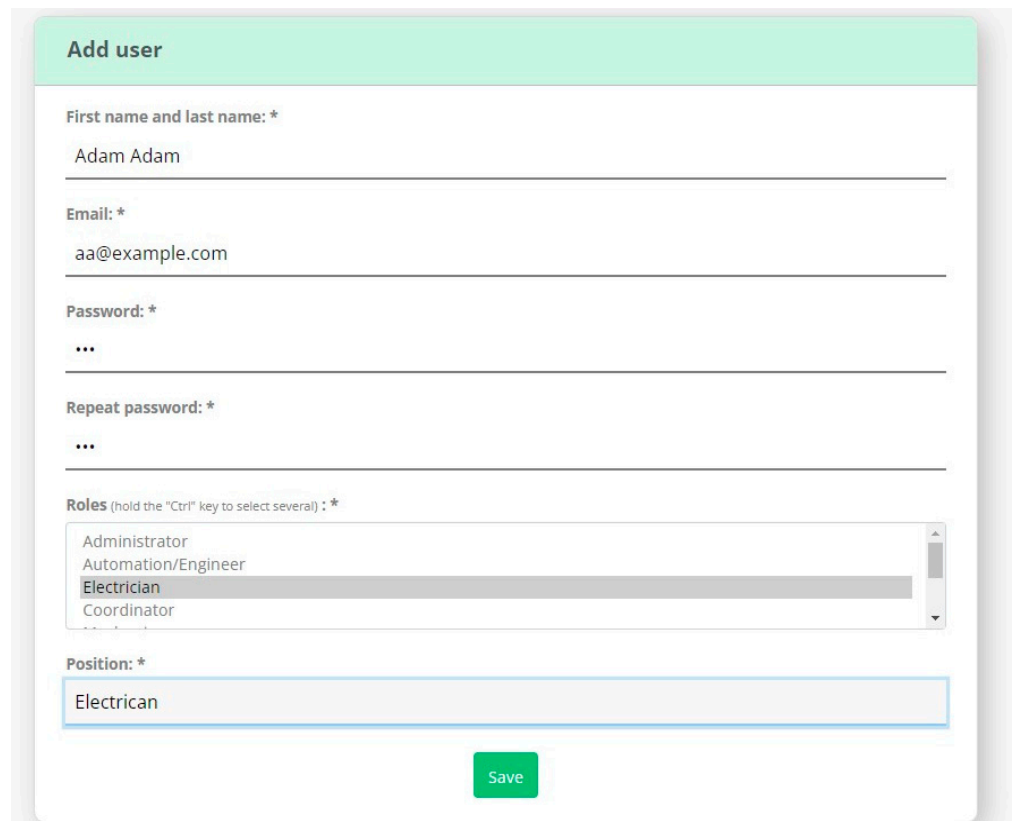 Add user
First name and last name: *
Adam Adam
Email: *
aa@example.com
Password: *
•••
Repeat password: *
•••
Roles (hold the "Ctrl" key to select several) : *
Administrator
Automation/Engineer
Electrician
Coordinator
Position: *
Electrican
Save